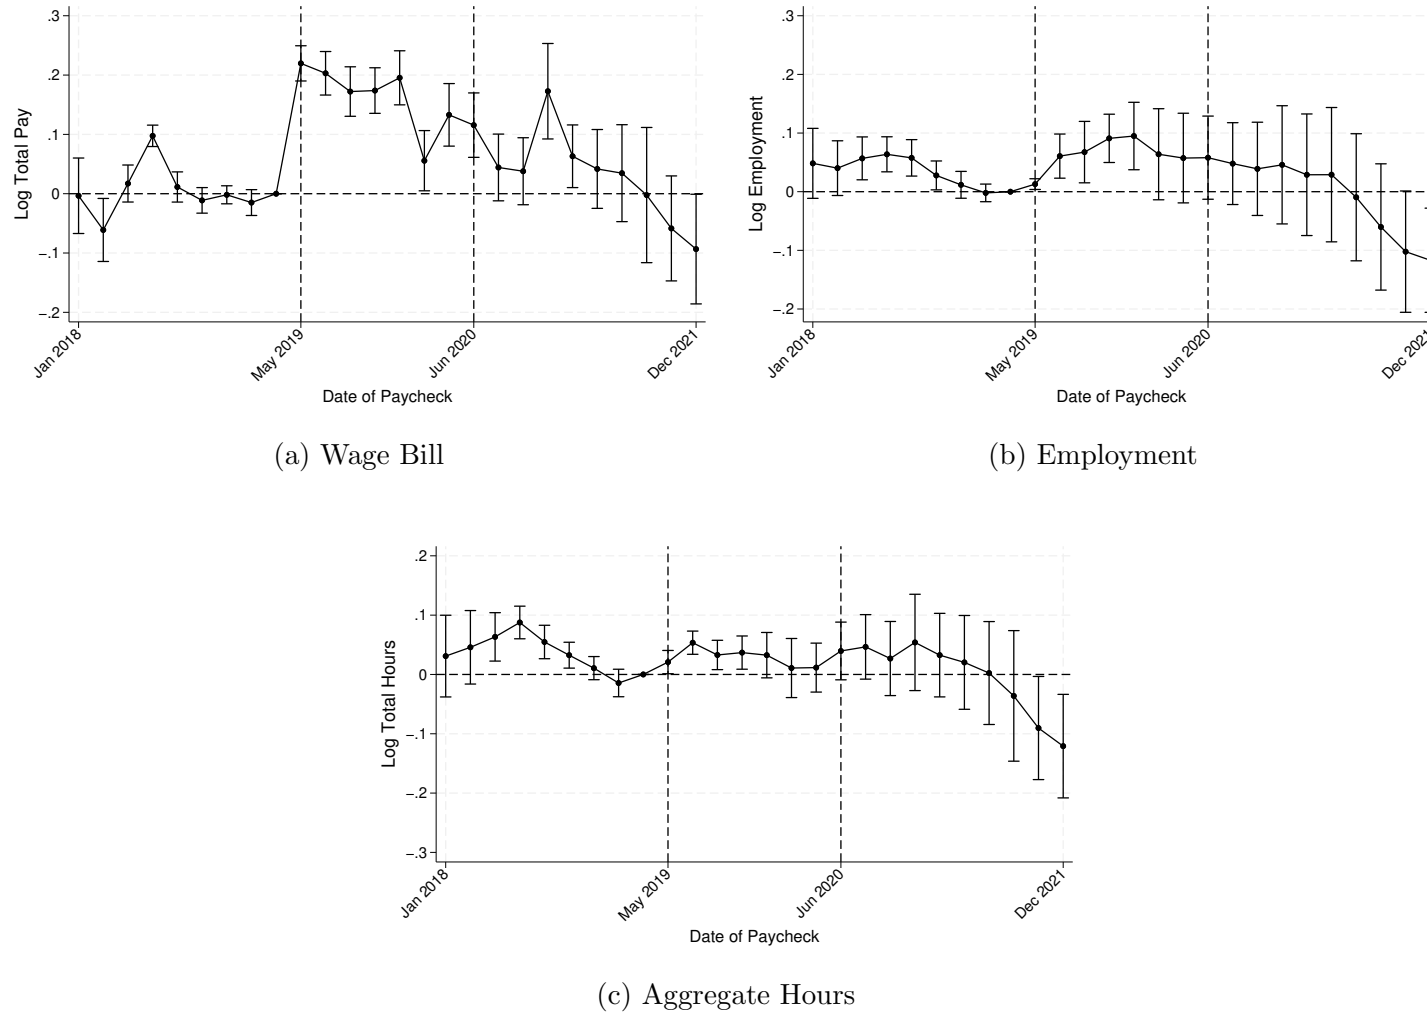 .3
.2
.1
0
−.1
−.2
Log Total Pay
Jan 2018
May 2019
Jun 2020
Dec 2021
Date of Paycheck
(a) Wage Bill
.3
.2
.1
0
−.1
−.2
Log Employment
Jan 2018
May 2019
Jun 2020
Dec 2021
Date of Paycheck
(b) Employment
.2
.1
0
−.1
−.2
−.3
Log Total Hours
Jan 2018
May 2019
Jun 2020
Dec 2021
Date of Paycheck
(c) Aggregate Hours